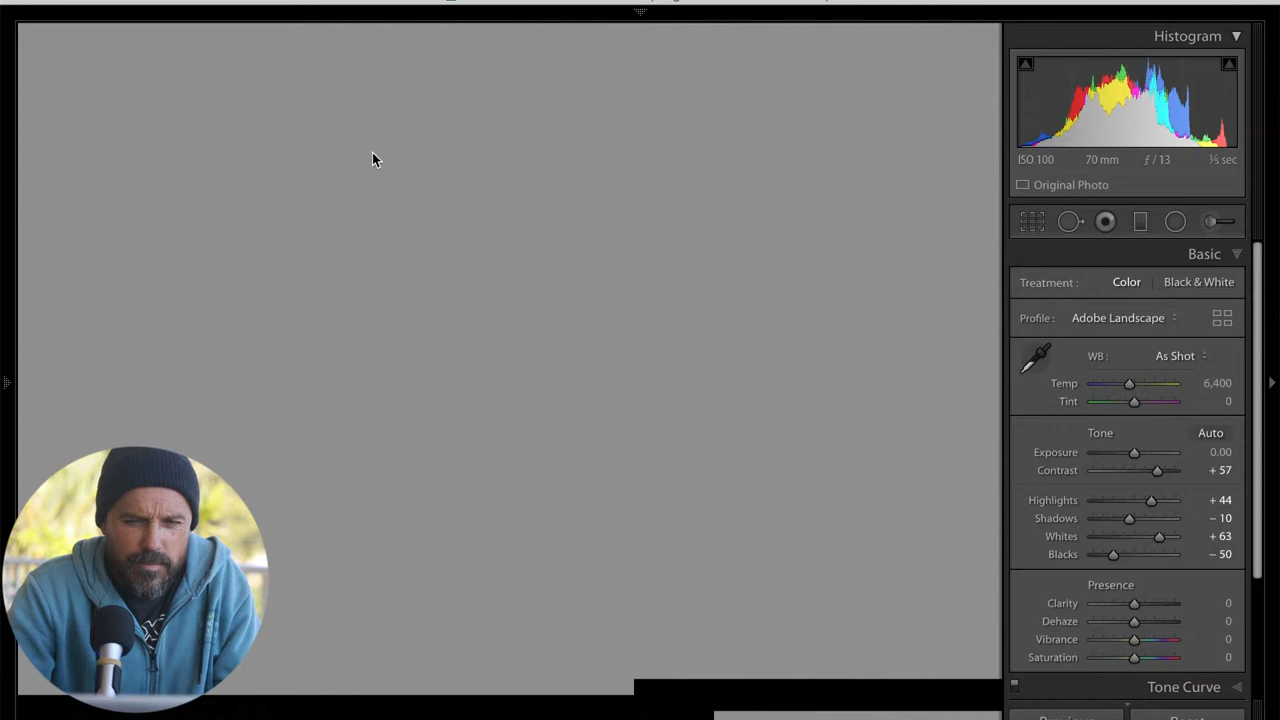 Histogram
ISO 100 70 mm ƒ / 13 ⅕ sec
Original Photo
Basic
Treatment : Color Black & White
Profile : Adobe Landscape
WB : As Shot
Temp 6,400
Tint 0
Tone Auto
Exposure 0.00
Contrast + 57
Highlights + 44
Shadows − 10
Whites + 63
Blacks − 50
Presence
Clarity 0
Dehaze 0
Vibrance 0
Saturation 0
Tone Curve